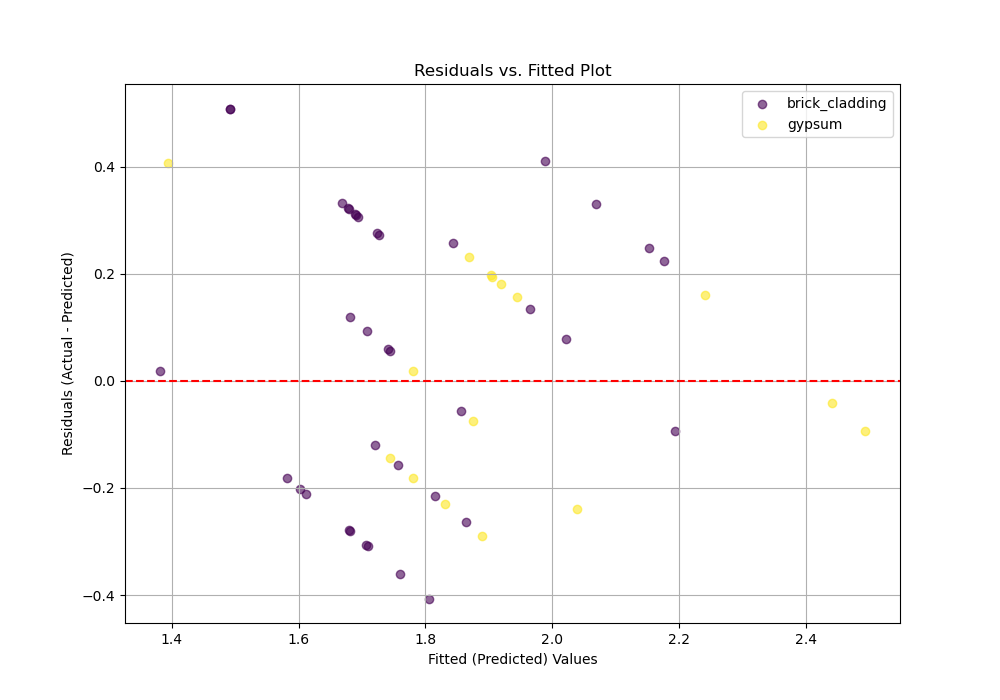 Residuals vs. Fitted Plot
brick_cladding
gypsum
Residuals (Actual - Predicted)
0.4
0.2
0.0
−0.2
−0.4
1.4 1.6 1.8 2.0 2.2 2.4
Fitted (Predicted) Values